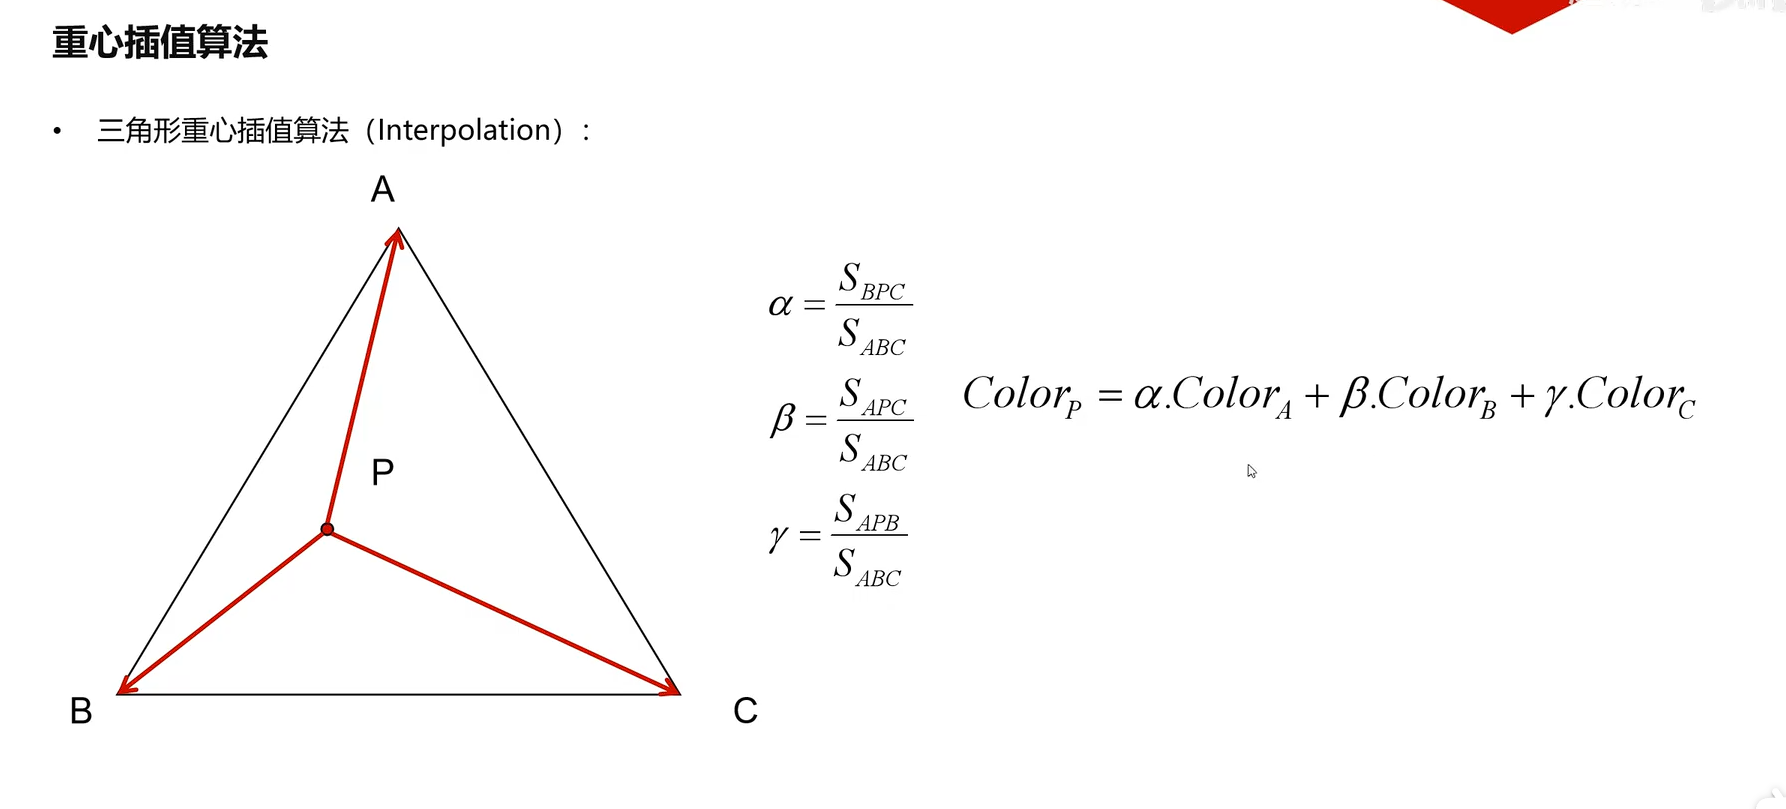 重心插值算法
• 三角形重心插值算法（Interpolation）：
A
P
B
C
α = S_BPC / S_ABC
β = S_APC / S_ABC
γ = S_APB / S_ABC
Color_P = α.Color_A + β.Color_B + γ.Color_C